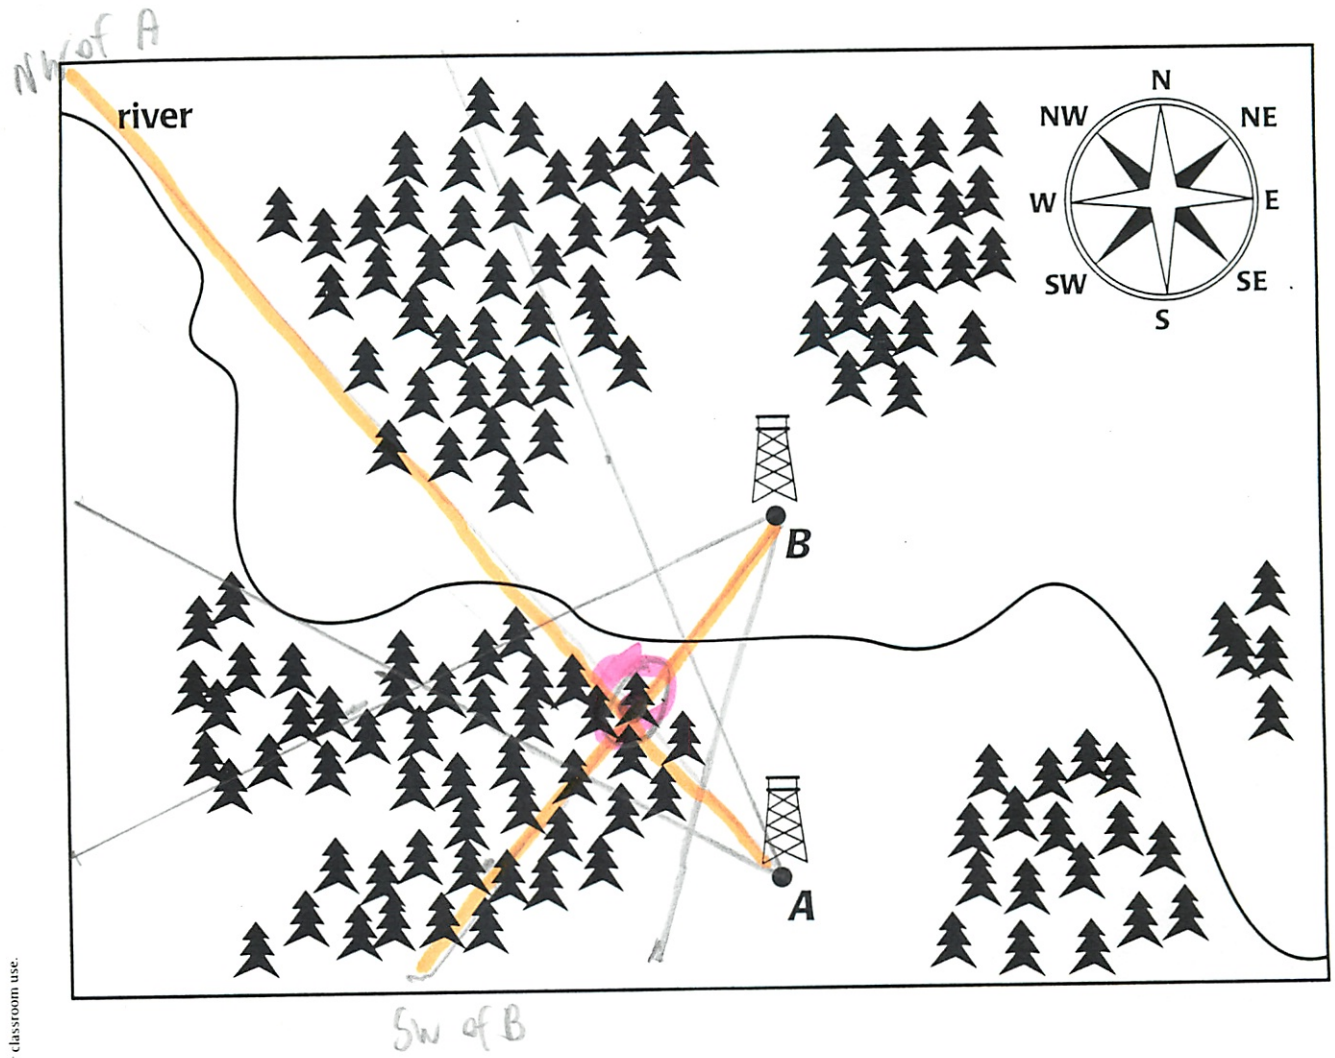 NW of A
river
N
NW
NE
W
E
SW
SE
S
B
A
SW of B
classroom use.